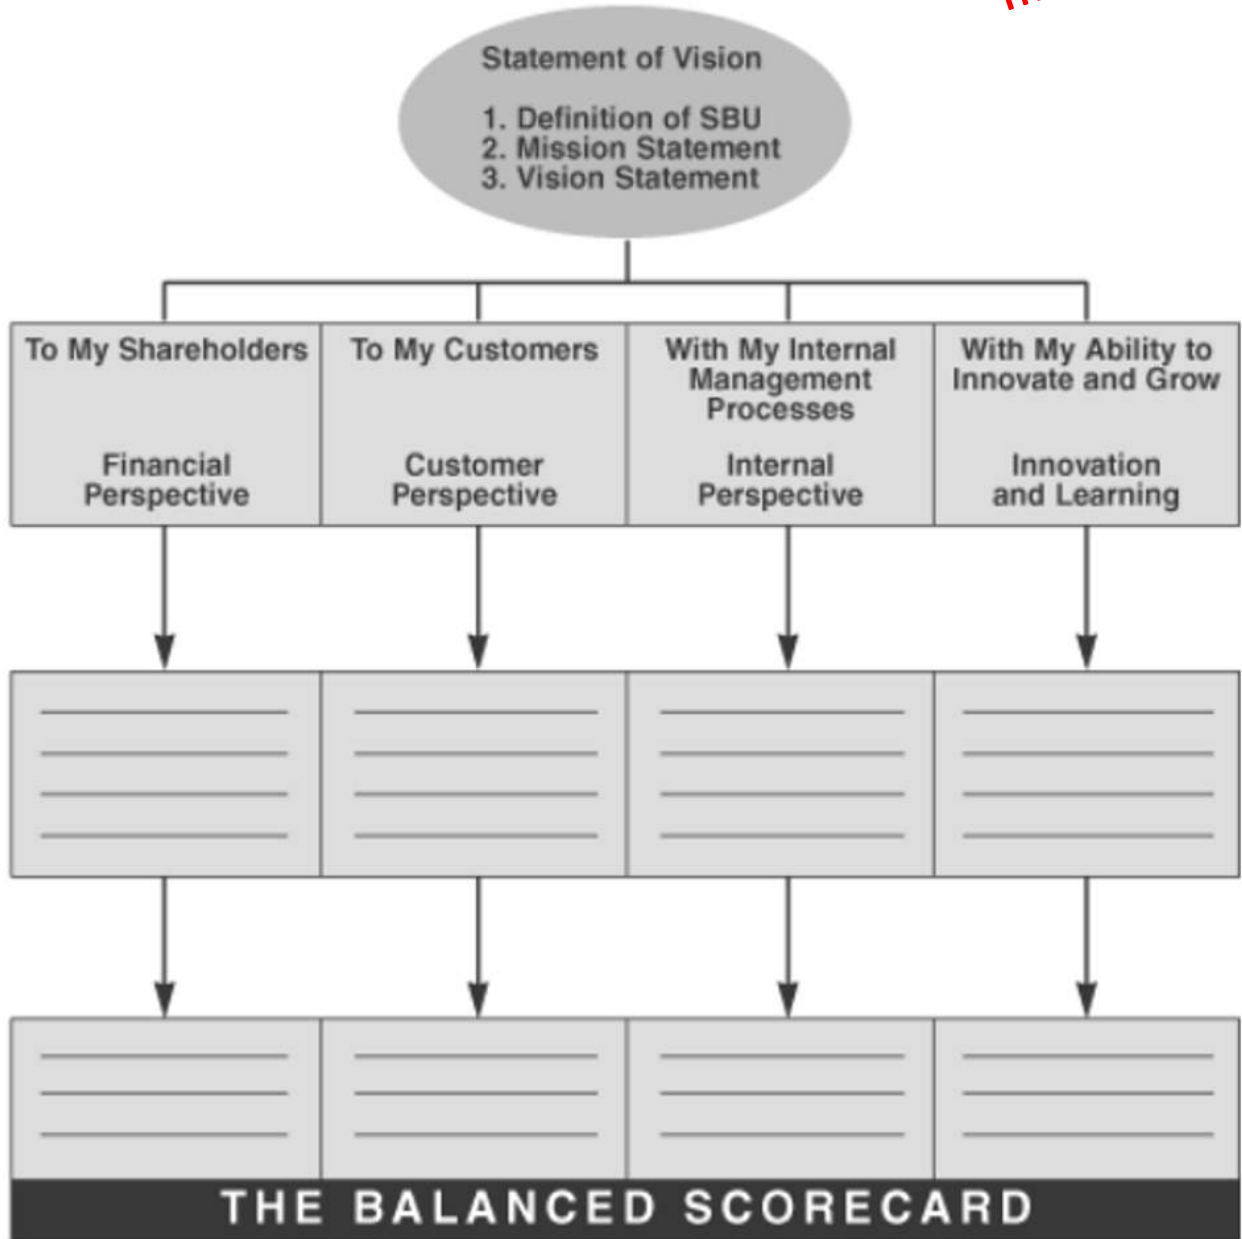 Statement of Vision
1. Definition of SBU
2. Mission Statement
3. Vision Statement
To My Shareholders
Financial
Perspective
To My Customers
Customer
Perspective
With My Internal
Management
Processes
Internal
Perspective
With My Ability to
Innovate and Grow
Innovation
and Learning
THE BALANCED SCORECARD